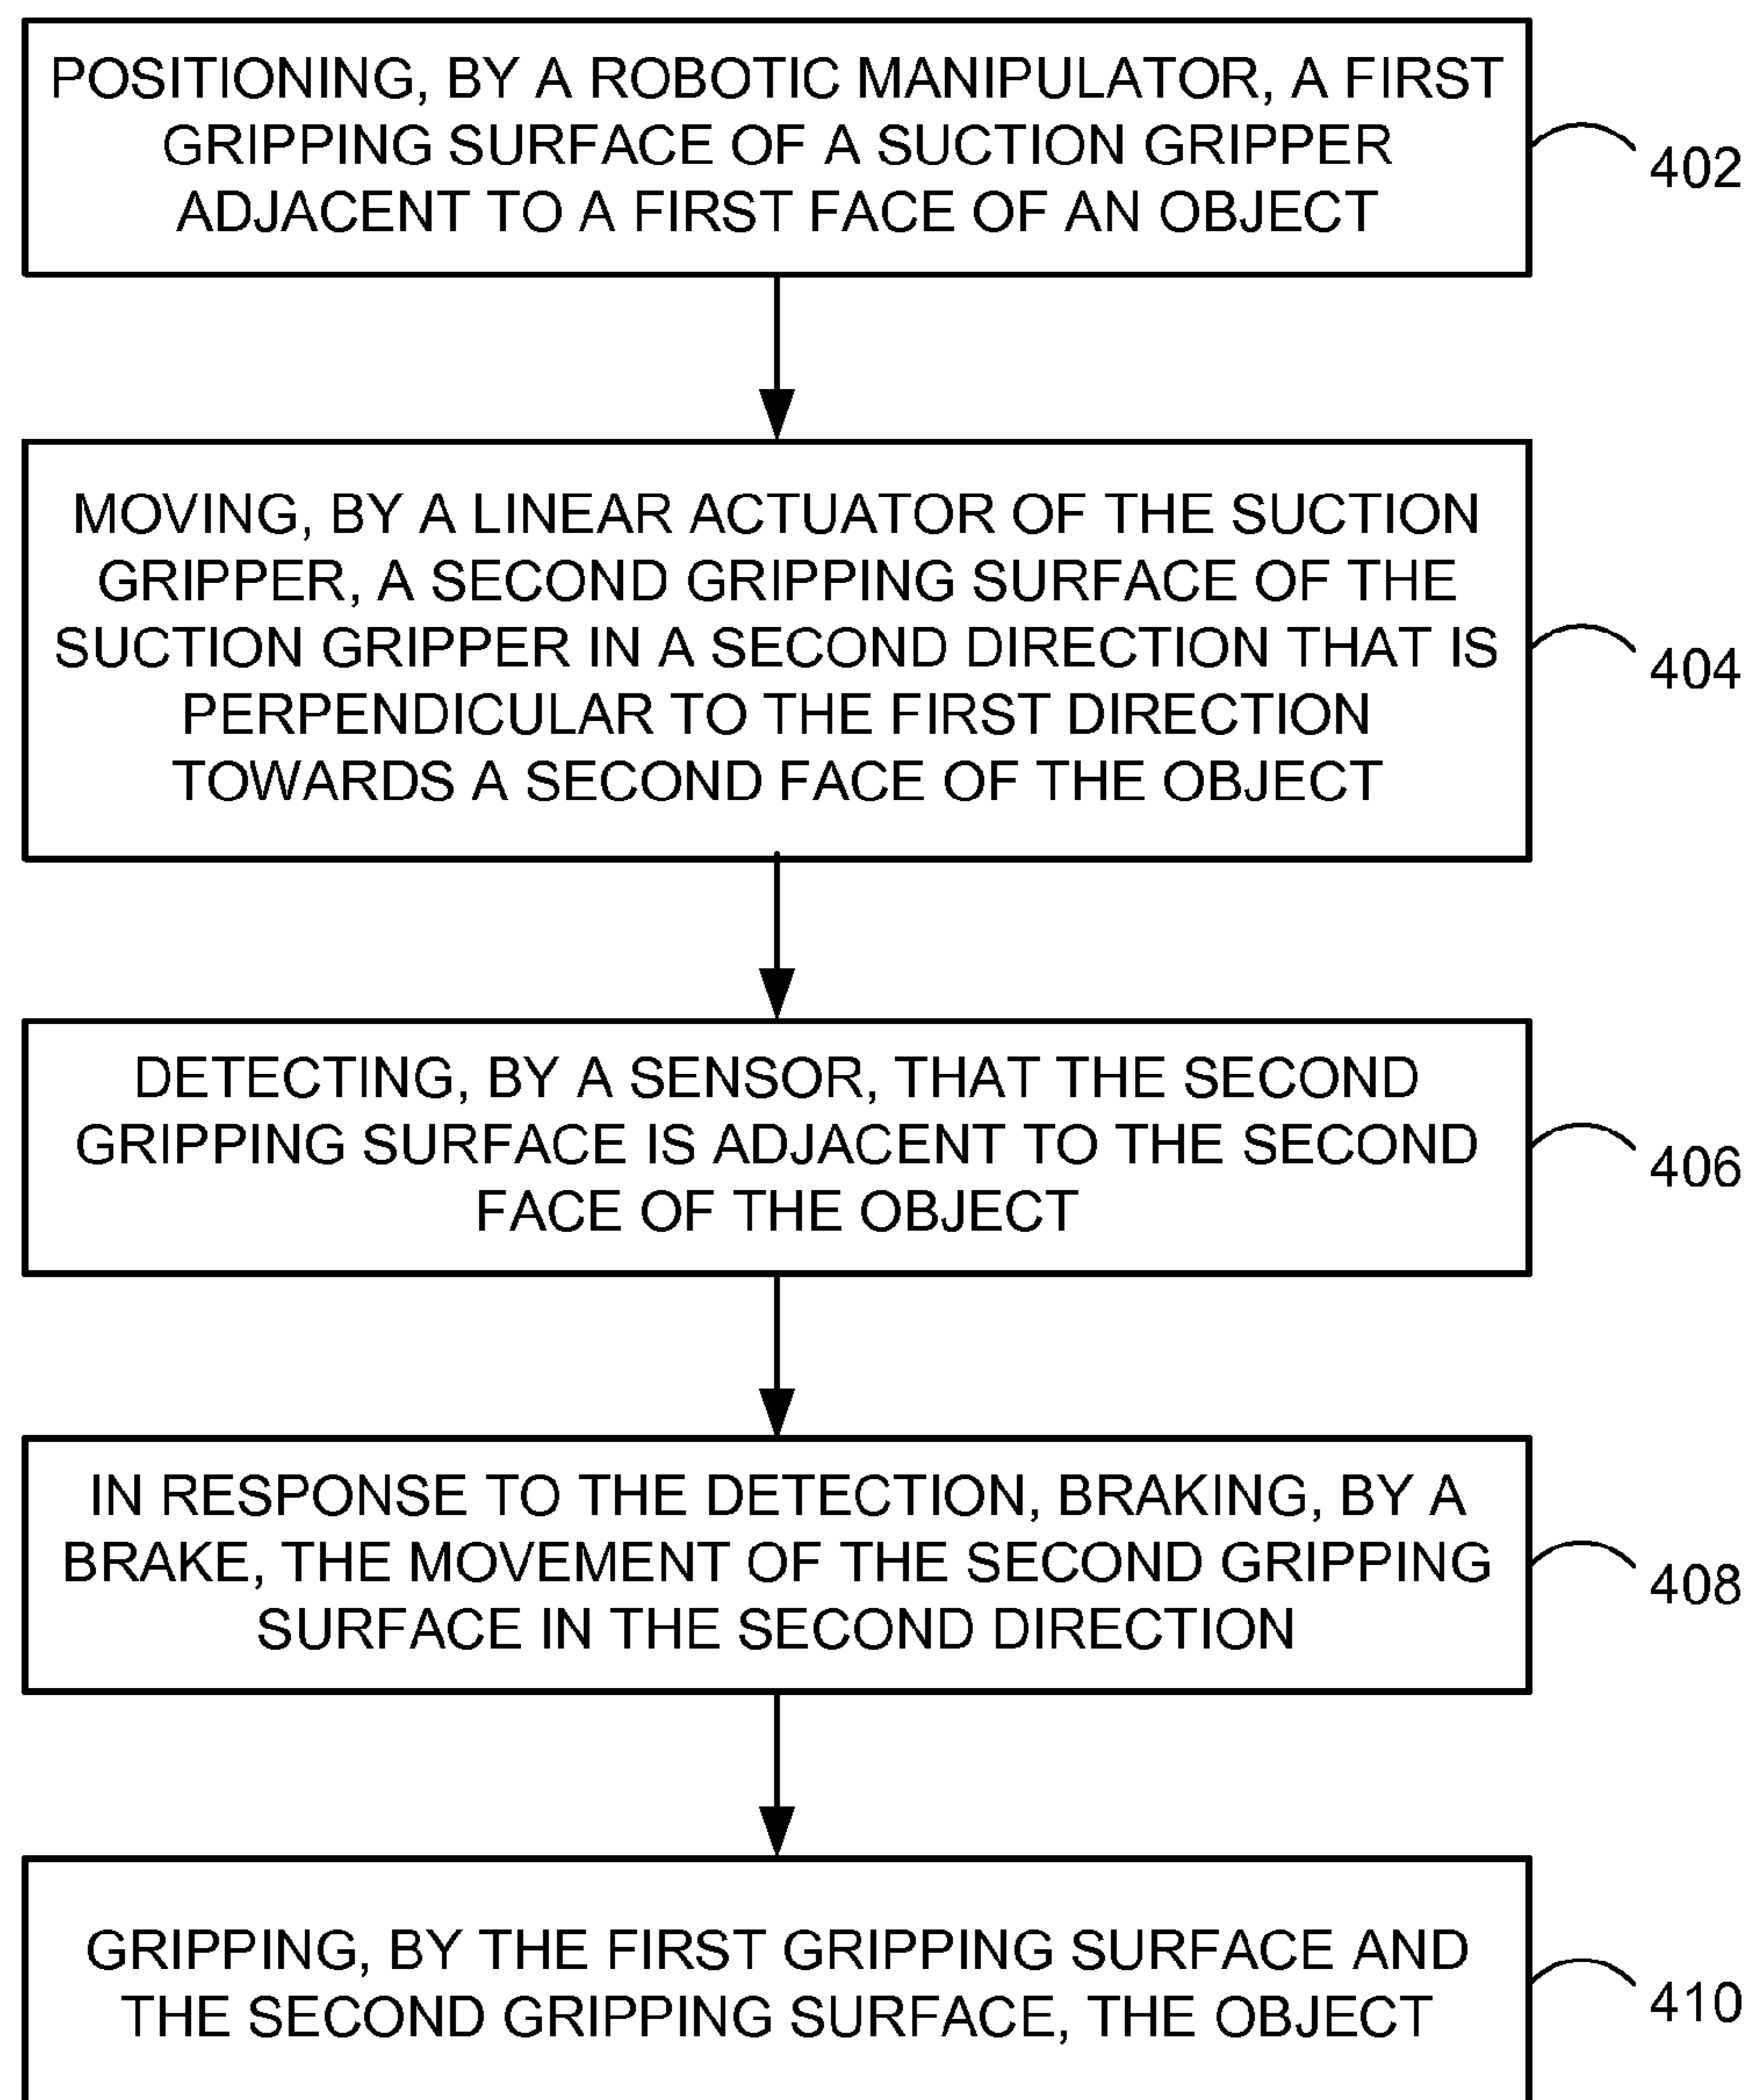 POSITIONING, BY A ROBOTIC MANIPULATOR, A FIRST
GRIPPING SURFACE OF A SUCTION GRIPPER
ADJACENT TO A FIRST FACE OF AN OBJECT
402
MOVING, BY A LINEAR ACTUATOR OF THE SUCTION
GRIPPER, A SECOND GRIPPING SURFACE OF THE
SUCTION GRIPPER IN A SECOND DIRECTION THAT IS
PERPENDICULAR TO THE FIRST DIRECTION
TOWARDS A SECOND FACE OF THE OBJECT
404
DETECTING, BY A SENSOR, THAT THE SECOND
GRIPPING SURFACE IS ADJACENT TO THE SECOND
FACE OF THE OBJECT
406
IN RESPONSE TO THE DETECTION, BRAKING, BY A
BRAKE, THE MOVEMENT OF THE SECOND GRIPPING
SURFACE IN THE SECOND DIRECTION
408
GRIPPING, BY THE FIRST GRIPPING SURFACE AND
THE SECOND GRIPPING SURFACE, THE OBJECT
410